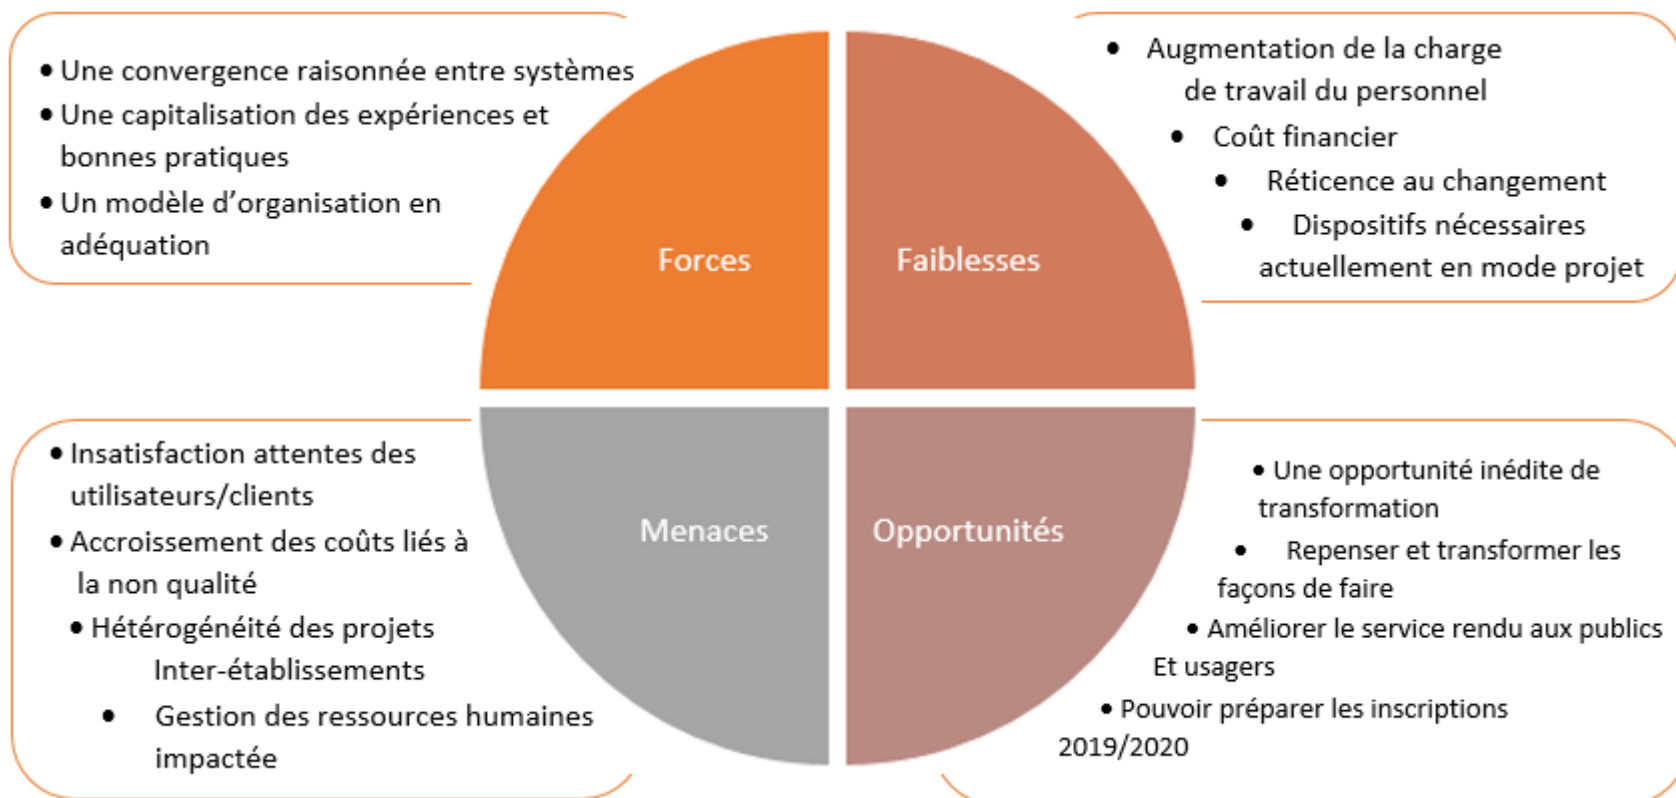 • Une convergence raisonnée entre systèmes
• Une capitalisation des expériences et
bonnes pratiques
• Un modèle d’organisation en
adéquation
Forces
Faiblesses
• Augmentation de la charge
de travail du personnel
• Coût financier
• Réticence au changement
• Dispositifs nécessaires
actuellement en mode projet
• Insatisfaction attentes des
utilisateurs/clients
• Accroissement des coûts liés à
la non qualité
• Hétérogénéité des projets
Inter-établissements
• Gestion des ressources humaines
impactée
Menaces
Opportunités
• Une opportunité inédite de
transformation
• Repenser et transformer les
façons de faire
• Améliorer le service rendu aux publics
Et usagers
• Pouvoir préparer les inscriptions
2019/2020